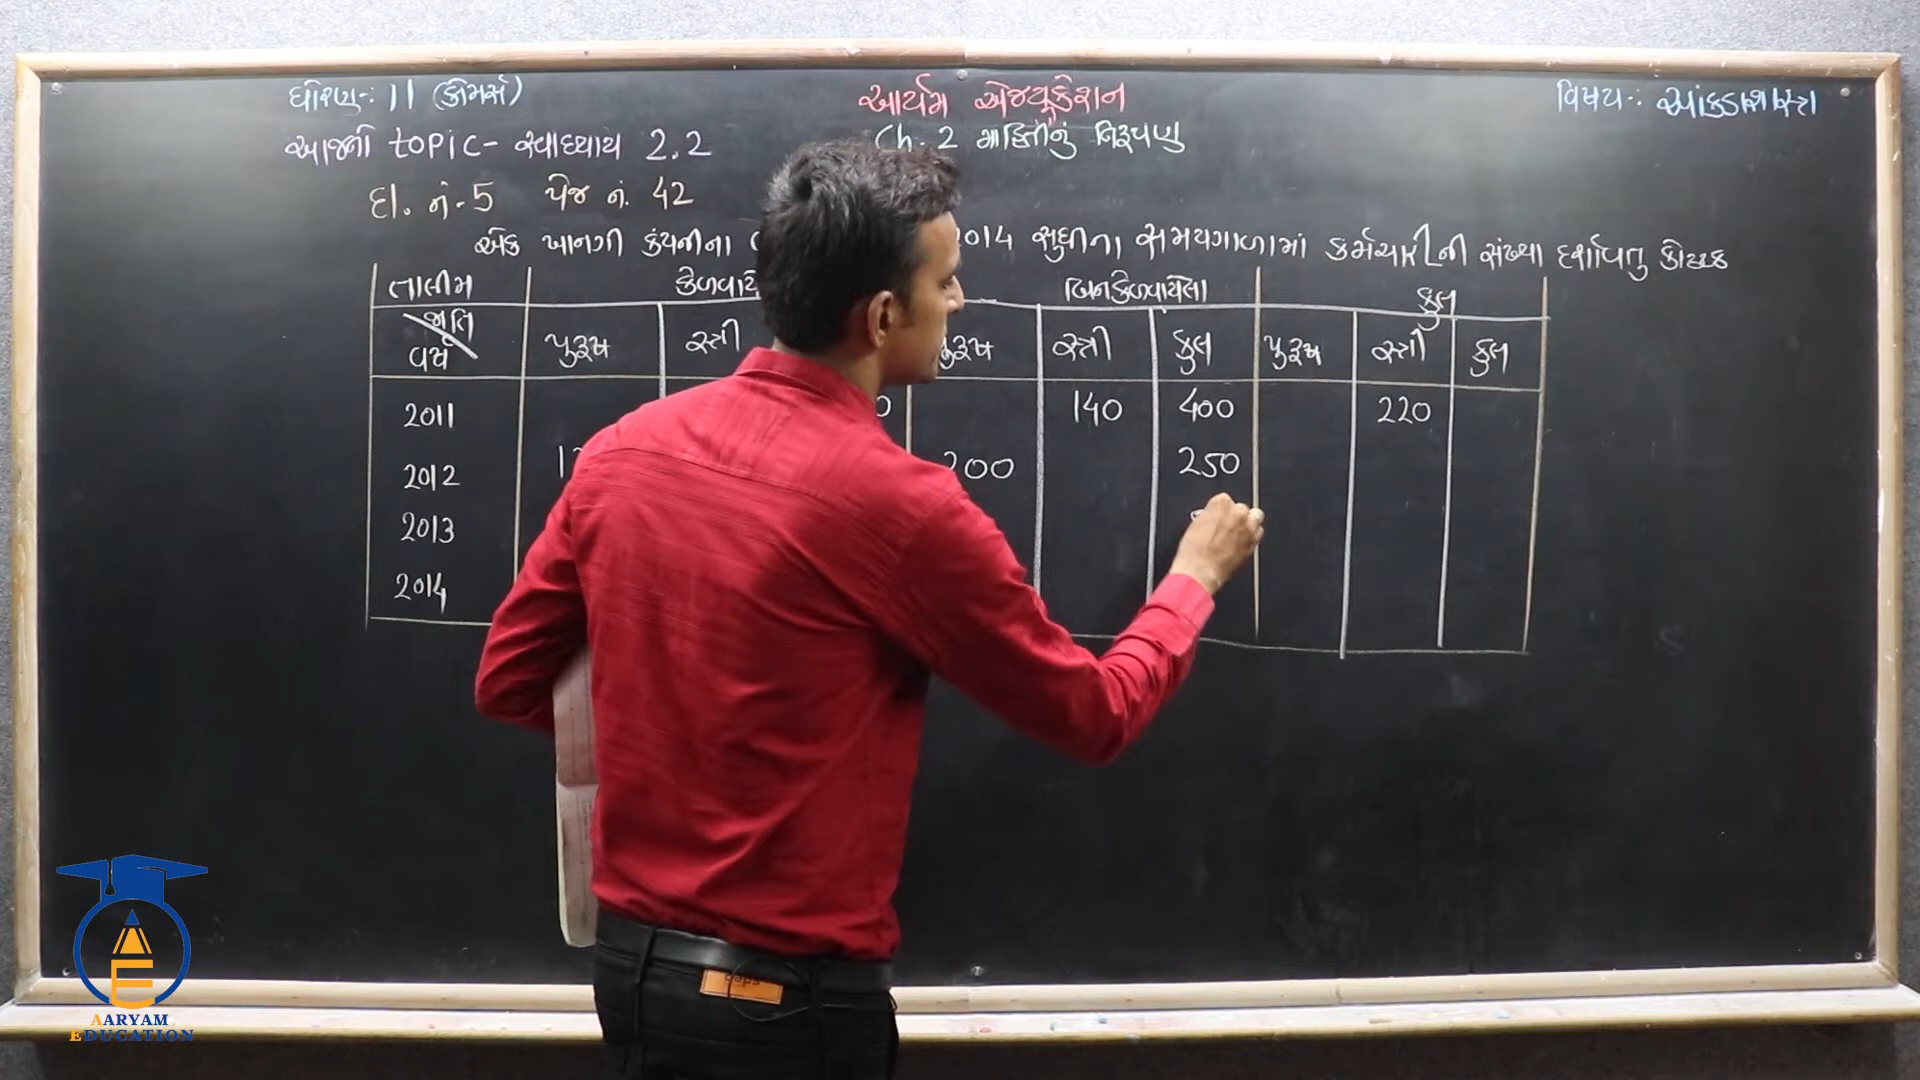 ધોરણ-: 11 (કોમર્સ)
આર્યમ એજ્યુકેશન
વિષય-: આંકડાશાસ્ત્ર
આજનો topic- સ્વાધ્યાય 2.2
Ch. 2 માહિતીનું નિરૂપણ
દા. નં-5 પેજ નં. 42
એક ખાનગી કંપનીના 2014 સુધીના સમયગાળામાં કર્મચારીની સંખ્યા દર્શાવતુ કોષ્ટક
તાલીમ બિનકેળવાયેલા કુલ
જાતિ
વર્ષ પુરૂષ સ્ત્રી સ્ત્રી કુલ પુરૂષ સ્ત્રી કુલ
2011 140 400 220
2012 200 250
2013
2014
AARYAM
EDUCATION